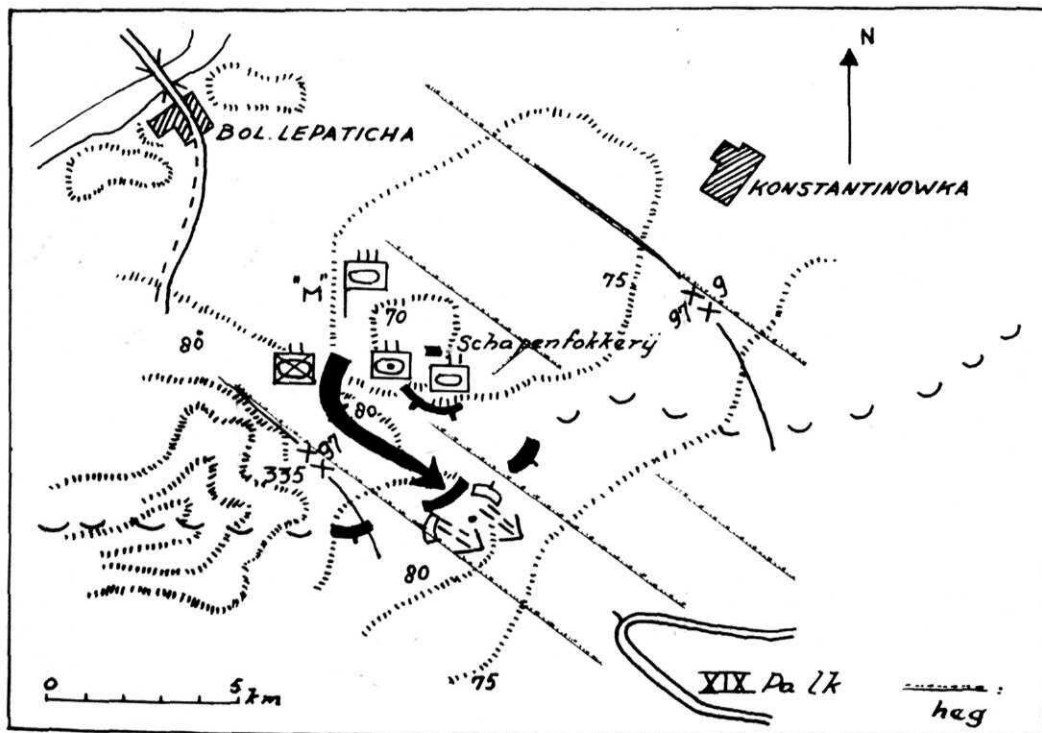 N
BOL. LEPATICHA
KONSTANTINOWKA
"M"
75
9
97
70
Schapenfokkerij
80
80
97
335
80
75
0 5 km
XIX Pa lk
heg